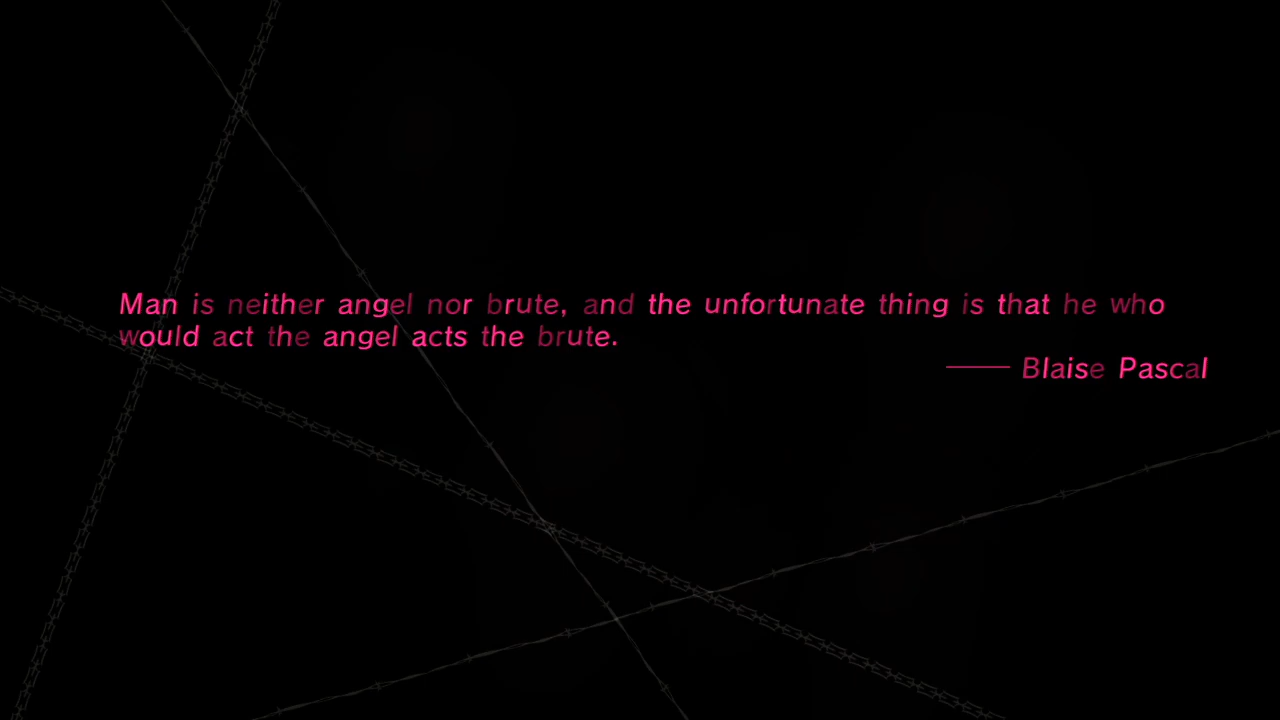 Man is neither angel nor brute, and the unfortunate thing is that he who
would act the angel acts the brute.
—— Blaise Pascal